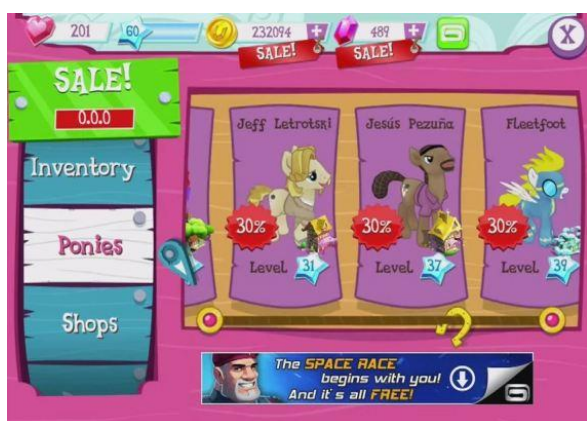 201
60
232094
489
SALE!
SALE!
X
SALE!
0.0.0
Inventory
Ponies
Shops
Jeff Letrotski
30%
Level 31
Jesús Pezuña
30%
Level 37
Fleetfoot
30%
Level 39
The SPACE RACE
begins with you!
And it's all FREE!